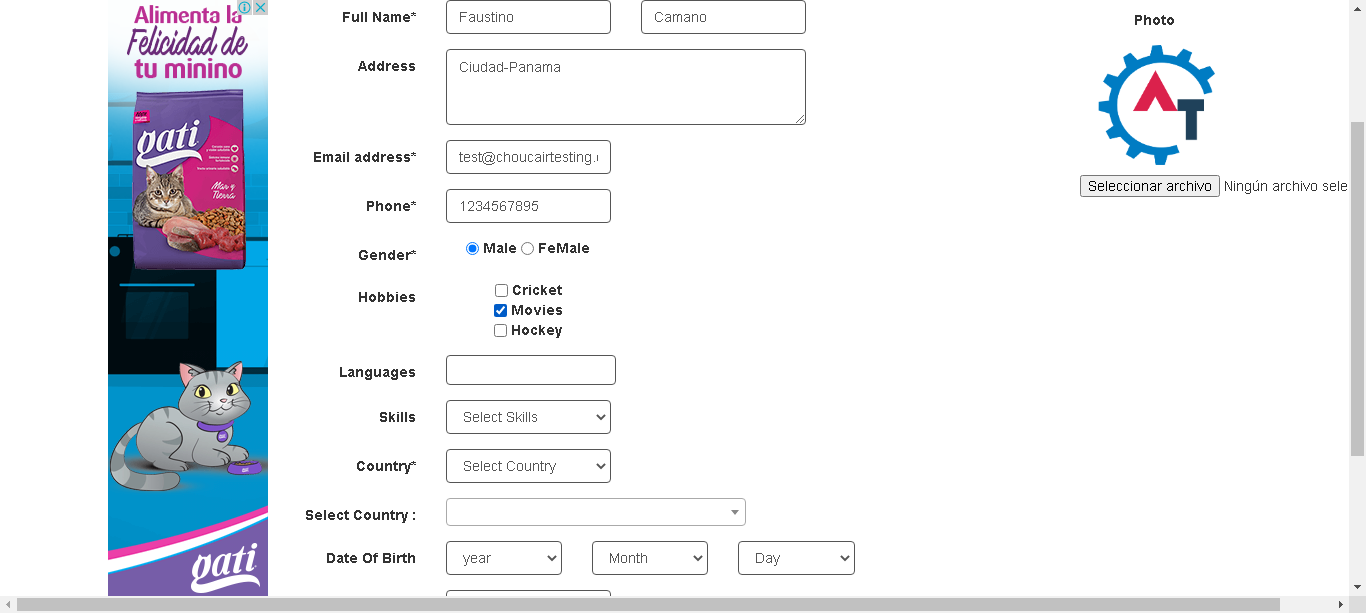 Alimenta la
Felicidad de
tu minino
gati
Mar y
Tierra
gati
Full Name*
Faustino
Camano
Address
Ciudad-Panama
Email address*
test@choucairtesting.
Phone*
1234567895
Gender*
Male
FeMale
Hobbies
Cricket
Movies
Hockey
Languages
Skills
Select Skills
Country*
Select Country
Select Country :
Date Of Birth
year
Month
Day
Photo
AT
Seleccionar archivo
Ningún archivo sele